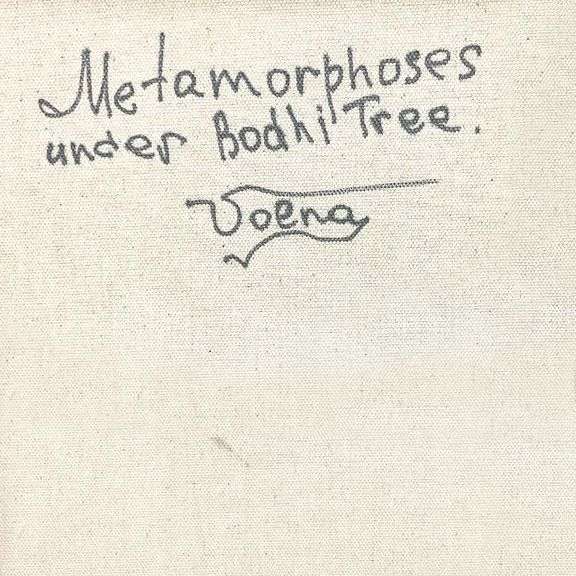 Metamorphoses
under Bodhi Tree.
Voena